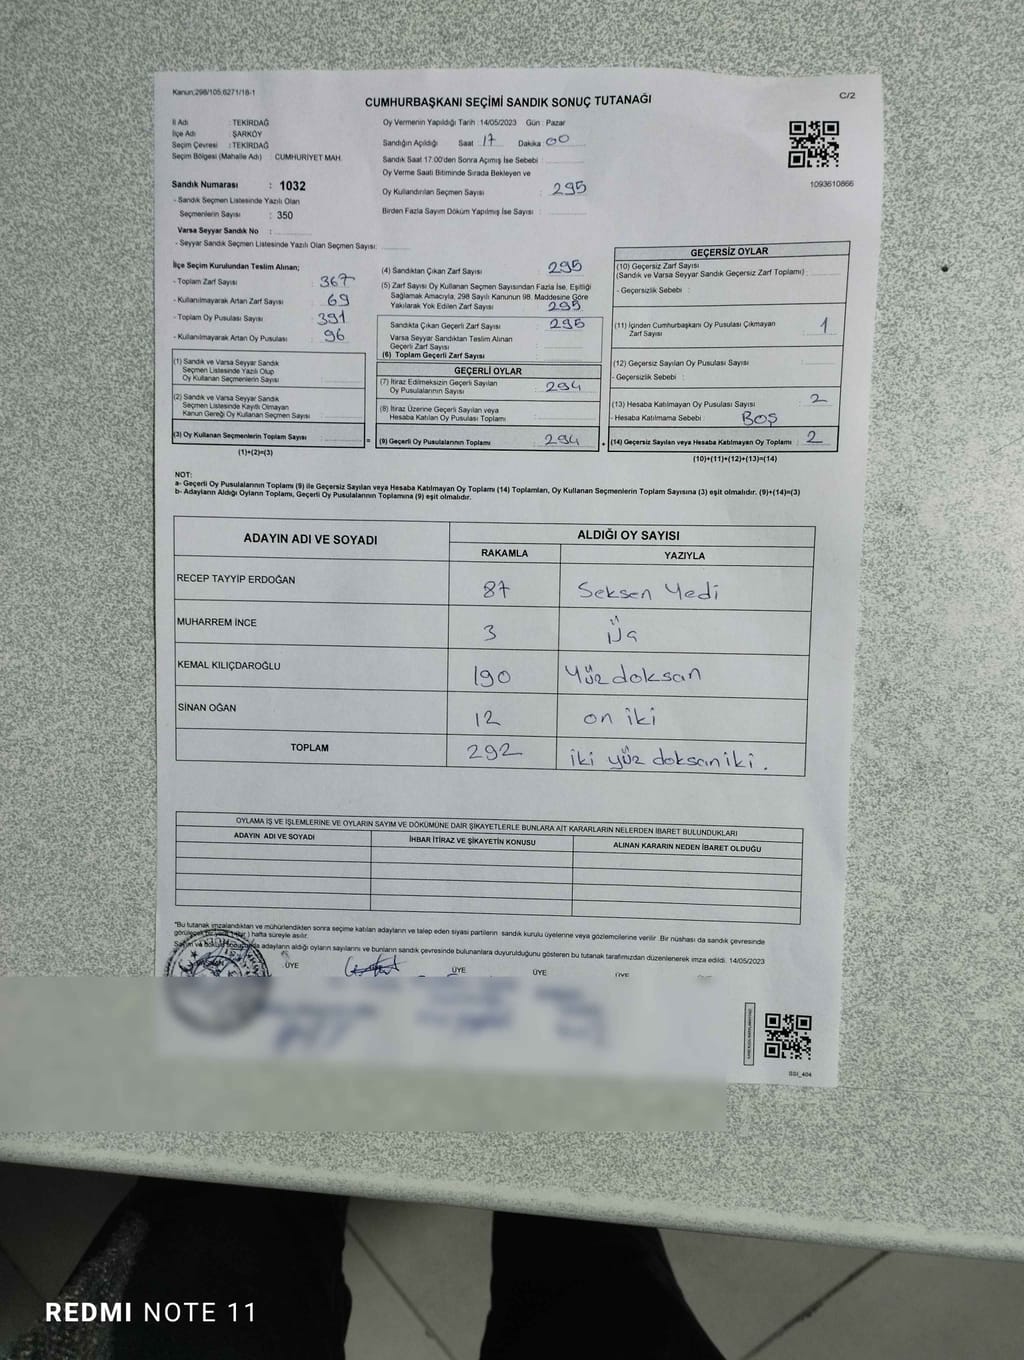 Kanun:298/105;6271/18-1
CUMHURBAŞKANI SEÇİMİ SANDIK SONUÇ TUTANAĞI
C/2
İl Adı : TEKİRDAĞ
İlçe Adı : ŞARKÖY
Seçim Çevresi : TEKİRDAĞ
Seçim Bölgesi (Mahalle Adı) : CUMHURİYET MAH.
Sandık Numarası : 1032
- Sandık Seçmen Listesinde Yazılı Olan
Seçmenlerin Sayısı : 350
Varsa Seyyar Sandık No :
- Seyyar Sandık Seçmen Listesinde Yazılı Olan Seçmen Sayısı:
Oy Vermenin Yapıldığı Tarih : 14/05/2023 Gün : Pazar
Sandığın Açıldığı Saat : 17 Dakika : 00
Sandık Saat 17:00'den Sonra Açımış İse Sebebi :
Oy Verme Saati Bitiminde Sırada Bekleyen ve
Oy Kullandırılan Seçmen Sayısı : 295
Birden Fazla Sayım Döküm Yapılmış İse Sayısı :
1093610866
İlçe Seçim Kurulundan Teslim Alınan;
- Toplam Zarf Sayısı : 367
- Kullanılmayarak Artan Zarf Sayısı : 69
- Toplam Oy Pusulası Sayısı : 391
- Kullanılmayarak Artan Oy Pusulası : 96
(1) Sandık ve Varsa Seyyar Sandık
Seçmen Listesinde Yazılı Olup
Oy Kullanan Seçmenlerin Sayısı :
(2) Sandık ve Varsa Seyyar Sandık
Seçmen Listesinde Kayıtlı Olmayan
Kanun Gereği Oy Kullanan Seçmen Sayısı :
(3) Oy Kullanan Seçmenlerin Toplam Sayısı :
(1)+(2)=(3)
(4) Sandıktan Çıkan Zarf Sayısı : 295
(5) Zarf Sayısı Oy Kullanan Seçmen Sayısından Fazla İse, Eşitliği
Sağlamak Amacıyla, 298 Sayılı Kanunun 98. Maddesine Göre
Yakılarak Yok Edilen Zarf Sayısı : 295
Sandıkta Çıkan Geçerli Zarf Sayısı : 295
Varsa Seyyar Sandıktan Teslim Alınan
Geçerli Zarf Sayısı :
(6) Toplam Geçerli Zarf Sayısı :
GEÇERLİ OYLAR
(7) İtiraz Edilmeksizin Geçerli Sayılan
Oy Pusulalarının Sayısı : 294
(8) İtiraz Üzerine Geçerli Sayılan veya
Hesaba Katılan Oy Pusulası Toplamı :
= (9) Geçerli Oy Pusulalarının Toplamı : 294 +
GEÇERSİZ OYLAR
(10) Geçersiz Zarf Sayısı
(Sandık ve Varsa Seyyar Sandık Geçersiz Zarf Toplamı) :
- Geçersizlik Sebebi :
(11) İçinden Cumhurbaşkanı Oy Pusulası Çıkmayan
Zarf Sayısı : 1
(12) Geçersiz Sayılan Oy Pusulası Sayısı :
- Geçersizlik Sebebi :
(13) Hesaba Katılmayan Oy Pusulası Sayısı : 2
- Hesaba Katılmama Sebebi : BOŞ
(14) Geçersiz Sayılan veya Hesaba Katılmayan Oy Toplamı : 2
(10)+(11)+(12)+(13)=(14)
NOT:
a- Geçerli Oy Pusulalarının Toplamı (9) ile Geçersiz Sayılan veya Hesaba Katılmayan Oy Toplamı (14) Toplamları, Oy Kullanan Seçmenlerin Toplam Sayısına (3) eşit olmalıdır. (9)+(14)=(3)
b- Adayların Aldığı Oyların Toplamı, Geçerli Oy Pusulalarının Toplamına (9) eşit olmalıdır.
ADAYIN ADI VE SOYADI ALDIĞI OY SAYISI
RAKAMLA YAZIYLA
RECEP TAYYİP ERDOĞAN 87 Seksen Yedi
MUHARREM İNCE 3 Üç
KEMAL KILIÇDAROĞLU 190 Yüzdoksan
SİNAN OĞAN 12 on iki
TOPLAM 292 iki yüz doksaniki.
OYLAMA İŞ VE İŞLEMLERİNE VE OYLARIN SAYIM VE DÖKÜMÜNE DAİR ŞİKAYETLERLE BUNLARA AİT KARARLARIN NELERDEN İBARET BULUNDUKLARI
ADAYIN ADI VE SOYADI İHBAR İTİRAZ VE ŞİKAYETİN KONUSU ALINAN KARARIN NEDEN İBARET OLDUĞU
*Bu tutanak imzalandıktan ve mühürlendikten sonra seçime katılan adayların ve talep eden siyasi partilerin sandık kurulu üyelerine veya gözlemcilerine verilir. Bir nüshası da sandık çevresinde
hafta süreyle asılır.
adayların aldığı oyların sayılarını ve bunların sandık çevresinde bulunanlara duyurulduğunu gösteren bu tutanak tarafımızdan düzenlenerek imza edildi. 14/05/2023
ÜYE ÜYE ÜYE ÜYE
SSİ_404
REDMI NOTE 11